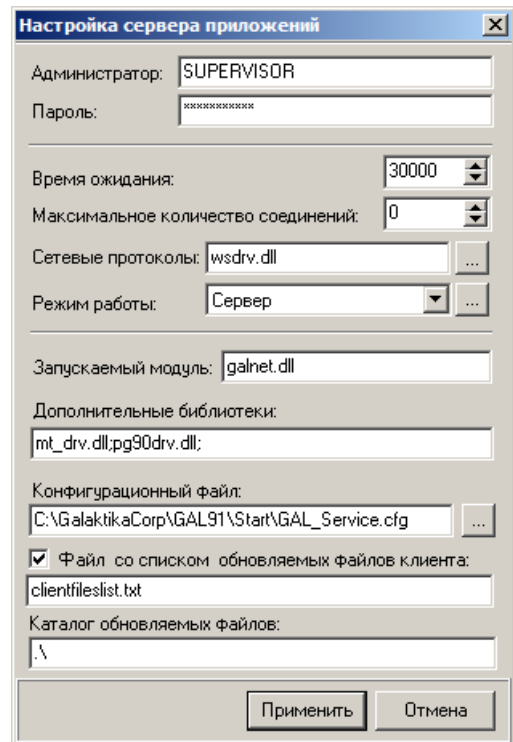 Настройка сервера приложений
Администратор: SUPERVISOR
Пароль: ***********
Время ожидания: 30000
Максимальное количество соединений: 0
Сетевые протоколы: wsdrv.dll ...
Режим работы: Сервер ...
Запускаемый модуль: galnet.dll
Дополнительные библиотеки:
mt_drv.dll;pg90drv.dll;
Конфигурационный файл:
C:\GalaktikaCorp\GAL91\Start\GAL_Service.cfg ...
Файл со списком обновляемых файлов клиента:
clientfileslist.txt
Каталог обновляемых файлов:
.\
Применить Отмена